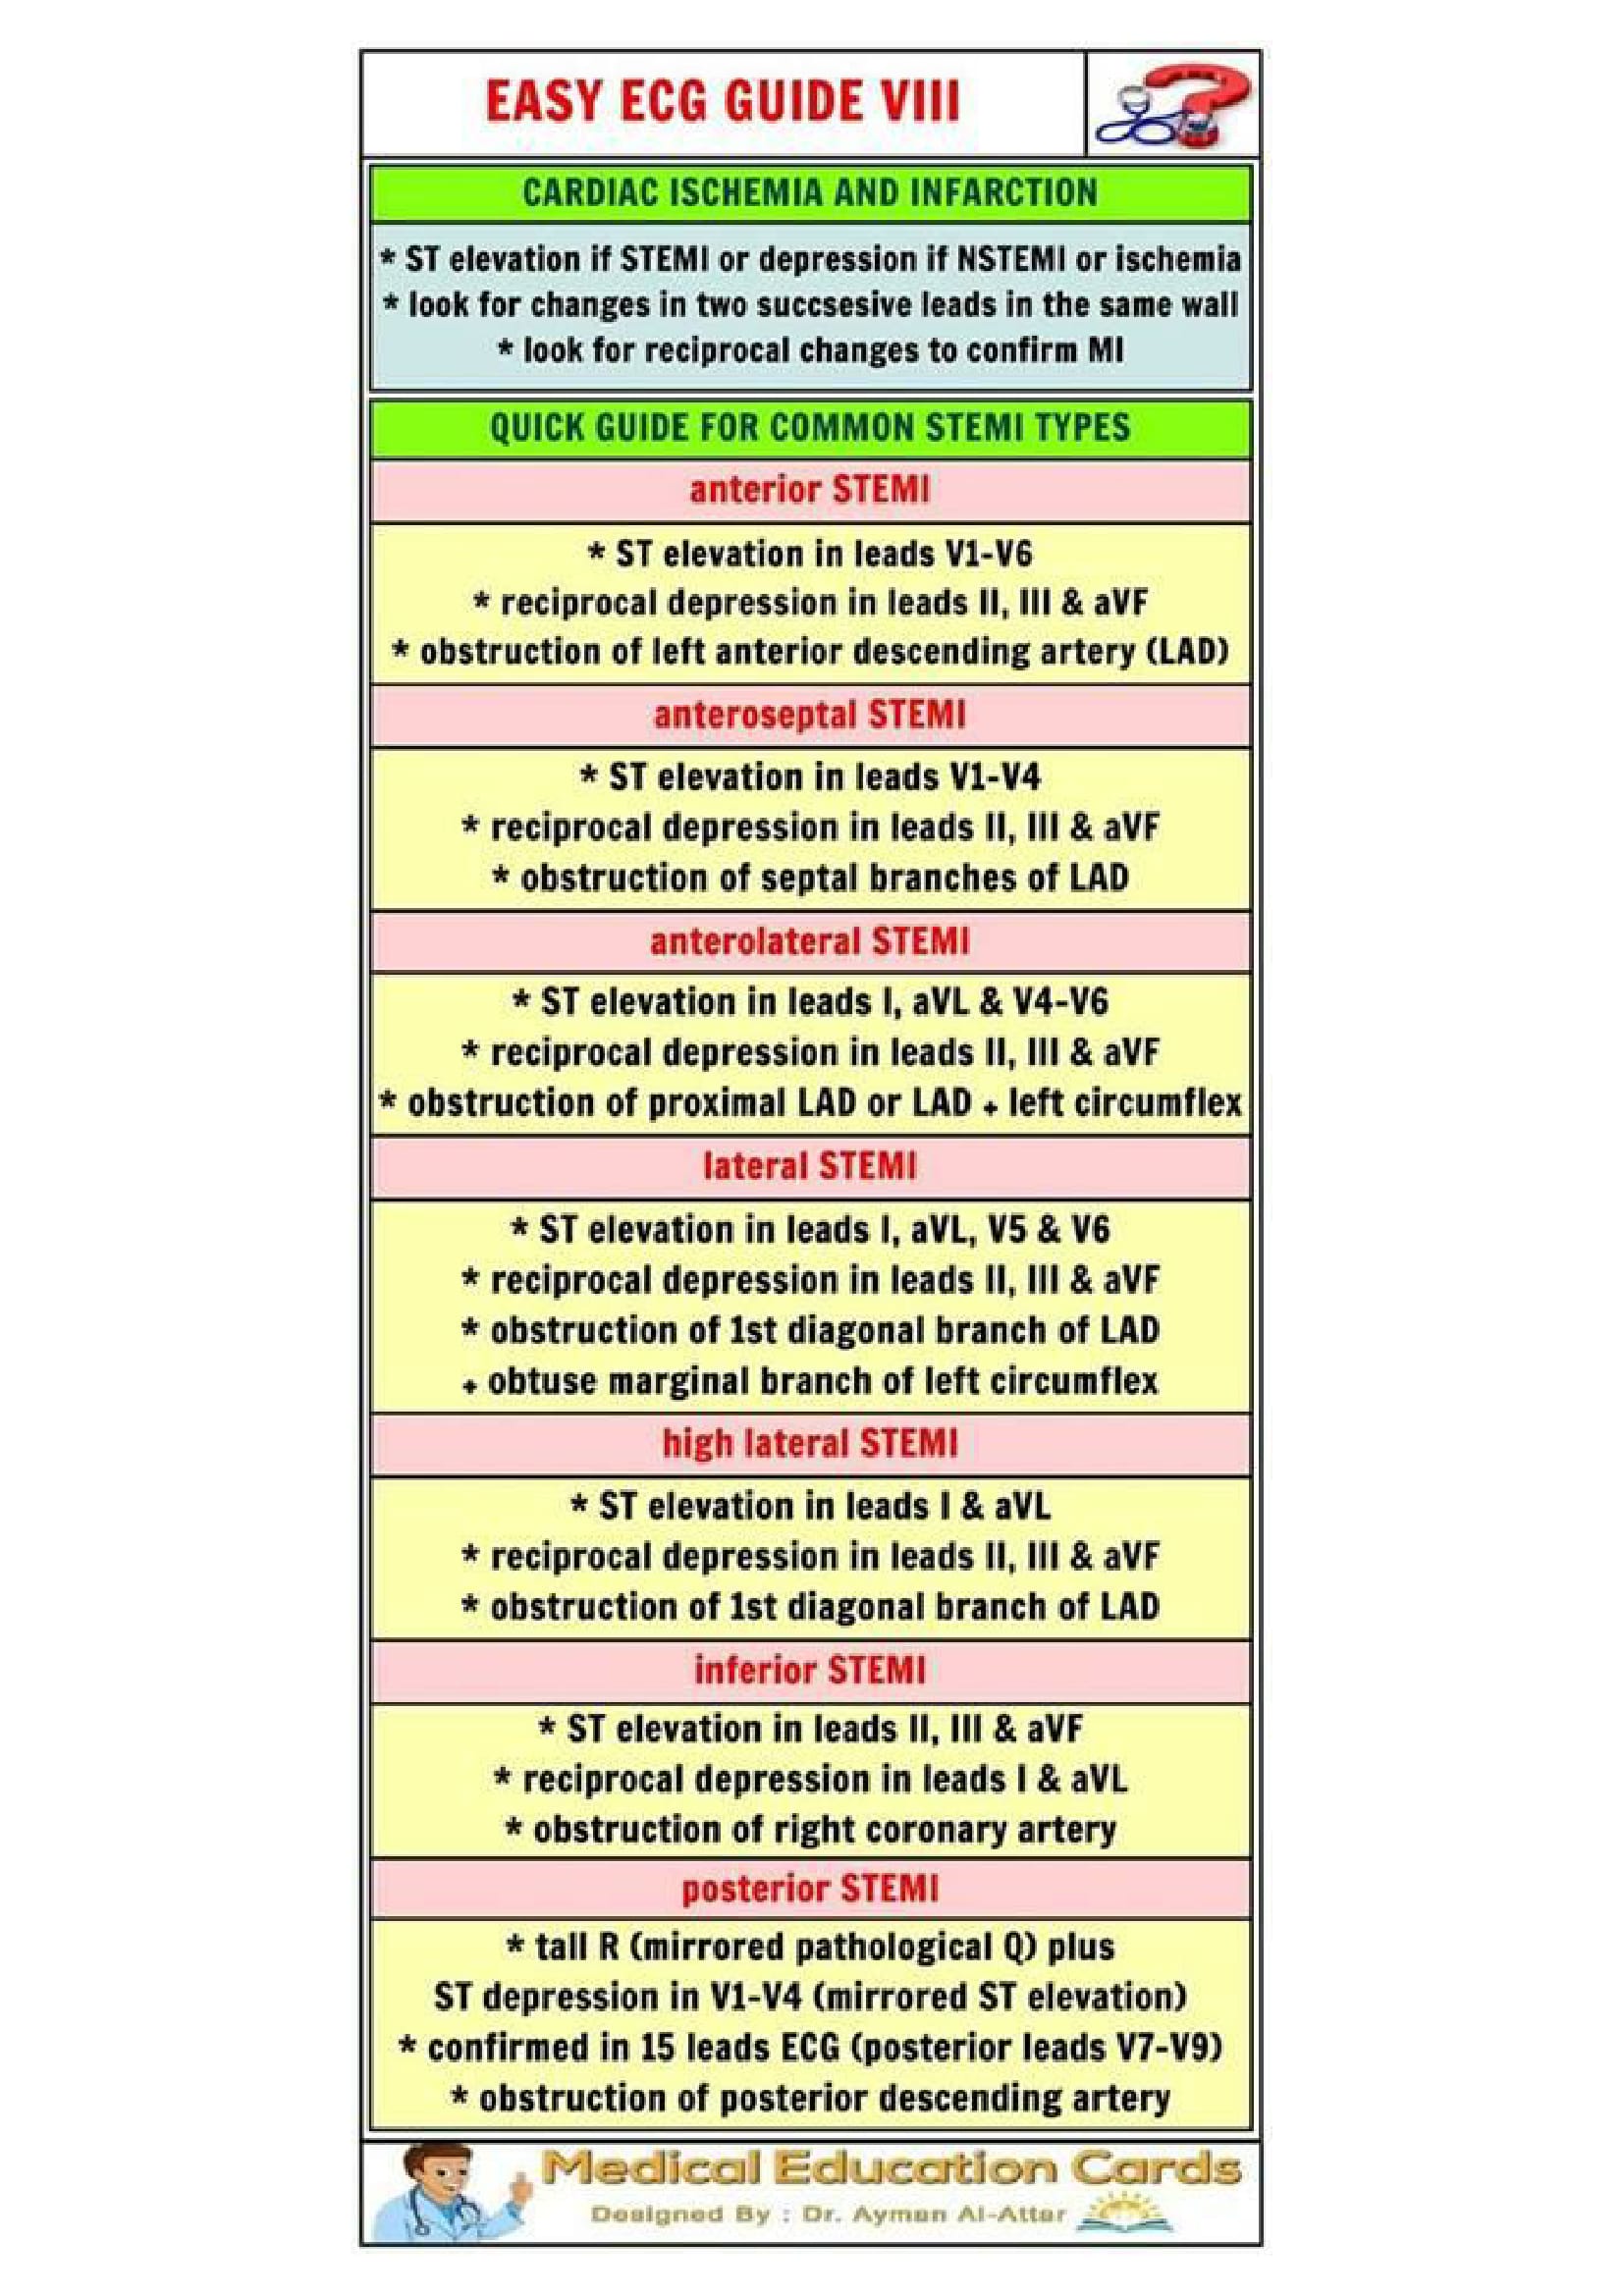 EASY ECG GUIDE VIII
CARDIAC ISCHEMIA AND INFARCTION
* ST elevation if STEMI or depression if NSTEMI or ischemia
* look for changes in two succsesive leads in the same wall
* look for reciprocal changes to confirm MI
QUICK GUIDE FOR COMMON STEMI TYPES
anterior STEMI
* ST elevation in leads V1-V6
* reciprocal depression in leads II, III & aVF
* obstruction of left anterior descending artery (LAD)
anteroseptal STEMI
* ST elevation in leads V1-V4
* reciprocal depression in leads II, III & aVF
* obstruction of septal branches of LAD
anterolateral STEMI
* ST elevation in leads I, aVL & V4-V6
* reciprocal depression in leads II, III & aVF
* obstruction of proximal LAD or LAD + left circumflex
lateral STEMI
* ST elevation in leads I, aVL, V5 & V6
* reciprocal depression in leads II, III & aVF
* obstruction of 1st diagonal branch of LAD
+ obtuse marginal branch of left circumflex
high lateral STEMI
* ST elevation in leads I & aVL
* reciprocal depression in leads II, III & aVF
* obstruction of 1st diagonal branch of LAD
inferior STEMI
* ST elevation in leads II, III & aVF
* reciprocal depression in leads I & aVL
* obstruction of right coronary artery
posterior STEMI
* tall R (mirrored pathological Q) plus
ST depression in V1-V4 (mirrored ST elevation)
* confirmed in 15 leads ECG (posterior leads V7-V9)
* obstruction of posterior descending artery
Medical Education Cards
Designed By : Dr. Ayman Al-Attar